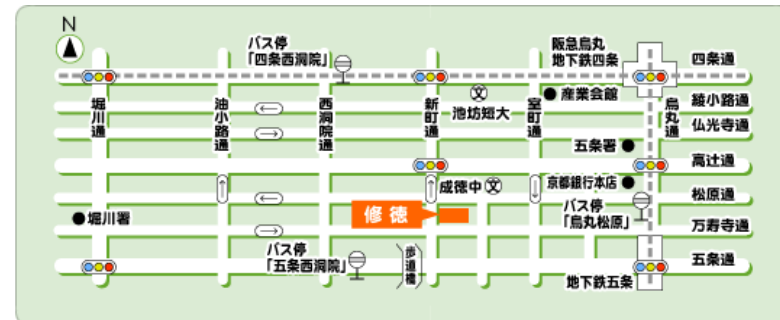 N
バス停
「四条西洞院」
阪急烏丸
地下鉄四条
四条通
堀川通
油小路通
西洞院通
新町通
池坊短大
室町通
産業会館
烏丸通
綾小路通
仏光寺通
五条署
高辻通
成徳中
京都銀行本店
松原通
堀川署
修徳
バス停
「烏丸松原」
万寿寺通
バス停
「五条西洞院」
歩道橋
地下鉄五条
五条通
文
文